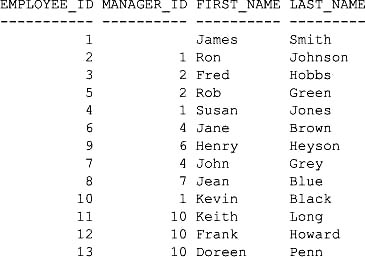 EMPLOYEE_ID MANAGER_ID FIRST_NAME LAST_NAME
----------- ---------- ---------- ----------
          1            James      Smith
          2          1 Ron        Johnson
          3          2 Fred       Hobbs
          5          2 Rob        Green
          4          1 Susan      Jones
          6          4 Jane       Brown
          9          6 Henry      Heyson
          7          4 John       Grey
          8          7 Jean       Blue
         10          1 Kevin      Black
         11         10 Keith      Long
         12         10 Frank      Howard
         13         10 Doreen     Penn